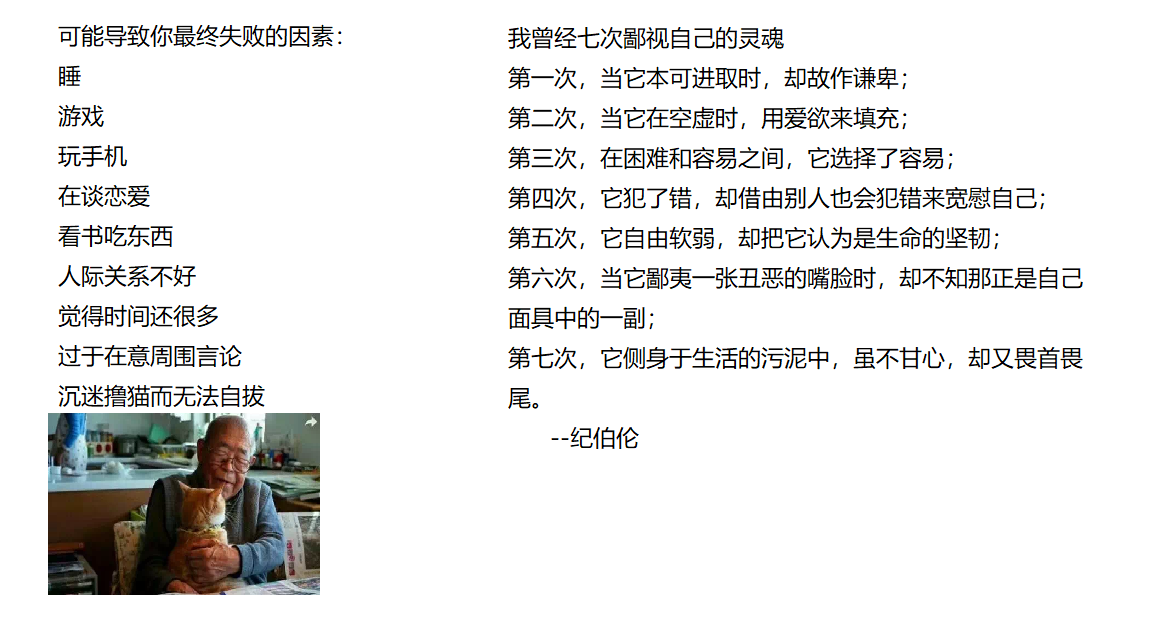 可能导致你最终失败的因素：
睡
游戏
玩手机
在谈恋爱
看书吃东西
人际关系不好
觉得时间还很多
过于在意周围言论
沉迷撸猫而无法自拔
我曾经七次鄙视自己的灵魂
第一次，当它本可进取时，却故作谦卑；
第二次，当它在空虚时，用爱欲来填充；
第三次，在困难和容易之间，它选择了容易；
第四次，它犯了错，却借由别人也会犯错来宽慰自己；
第五次，它自由软弱，却把它认为是生命的坚韧；
第六次，当它鄙夷一张丑恶的嘴脸时，却不知那正是自己
面具中的一副；
第七次，它侧身于生活的污泥中，虽不甘心，却又畏首畏
尾。
--纪伯伦